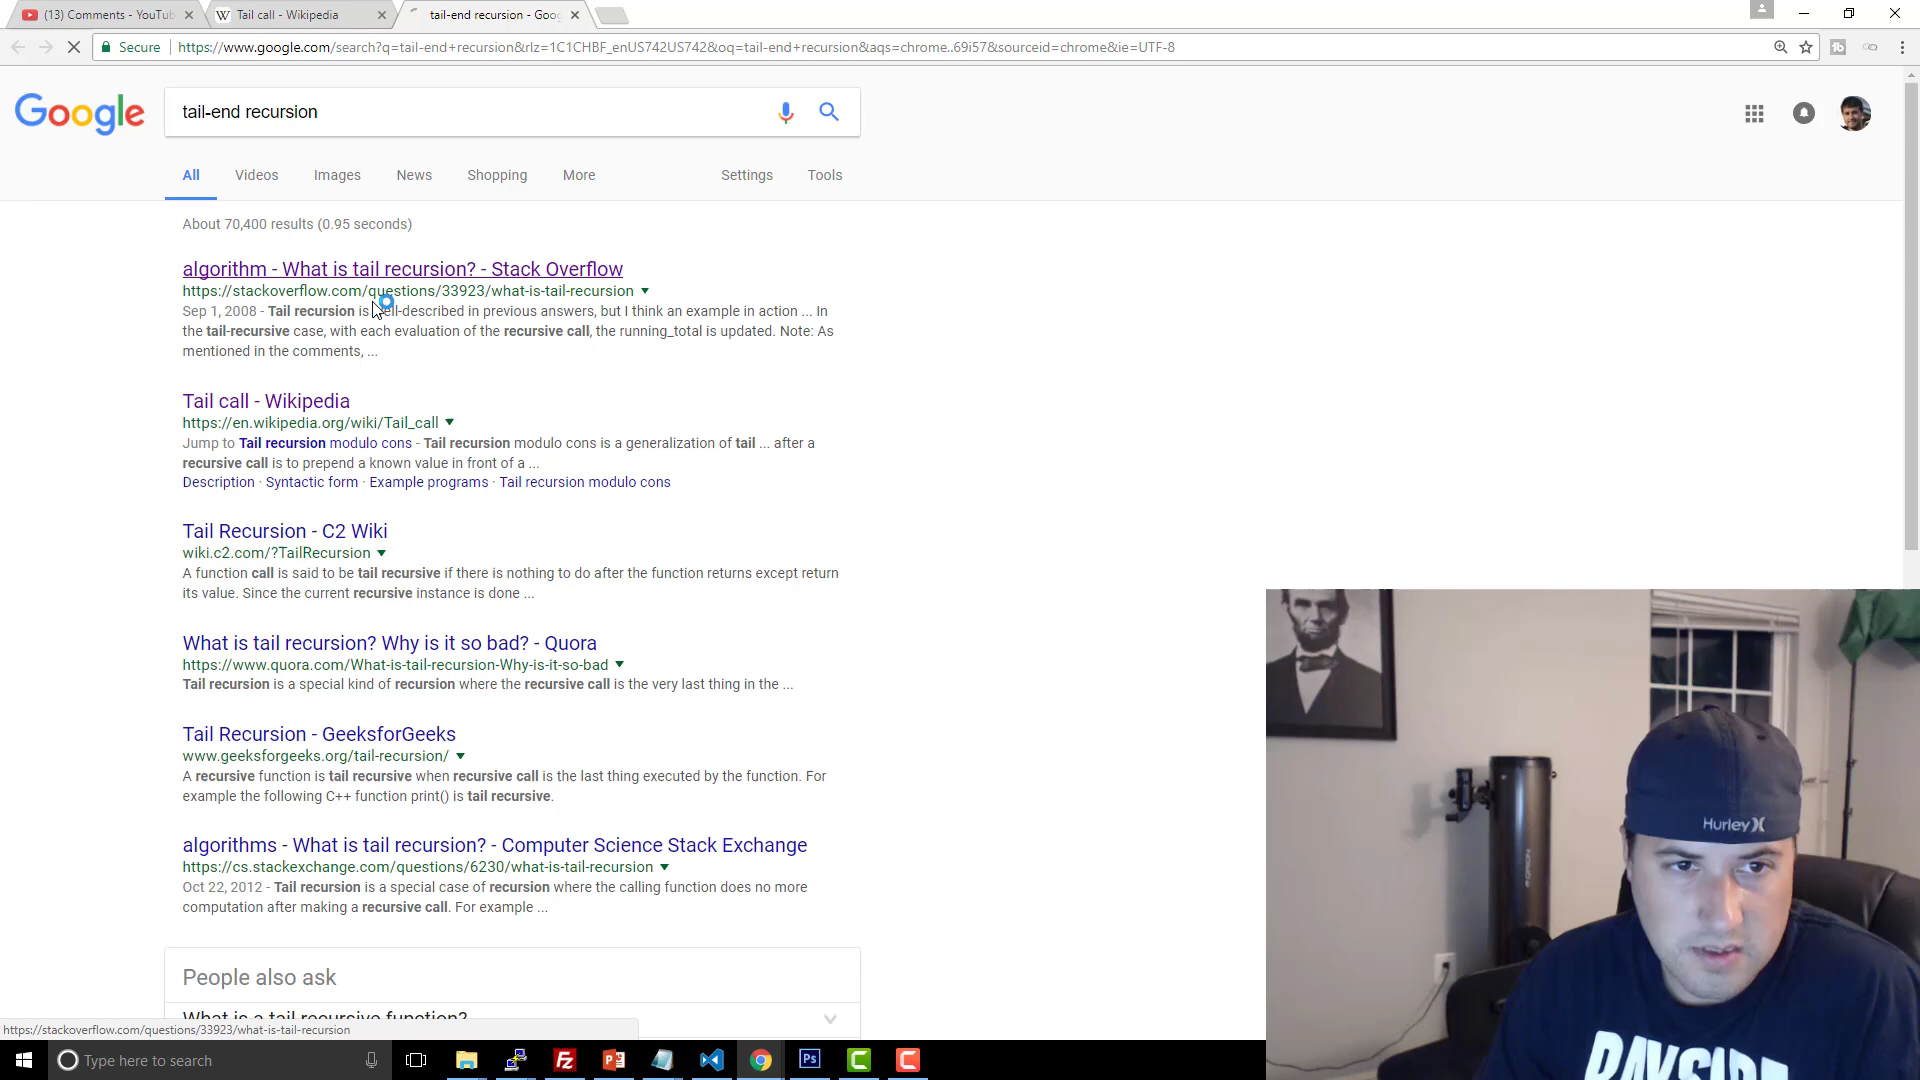 (13) Comments - YouTub
Tail call - Wikipedia
tail-end recursion - Goog
Secure
https://www.google.com/search?q=tail-end+recursion&rlz=1C1CHBF_enUS742US742&oq=tail-end+recursion&aqs=chrome..69i57&sourceid=chrome&ie=UTF-8
Google
tail-end recursion
All
Videos
Images
News
Shopping
More
Settings
Tools
About 70,400 results (0.95 seconds)
algorithm - What is tail recursion? - Stack Overflow
https://stackoverflow.com/questions/33923/what-is-tail-recursion
Sep 1, 2008 - Tail recursion is well-described in previous answers, but I think an example in action ... In
the tail-recursive case, with each evaluation of the recursive call, the running_total is updated. Note: As
mentioned in the comments, ...
Tail call - Wikipedia
https://en.wikipedia.org/wiki/Tail_call
Jump to Tail recursion modulo cons - Tail recursion modulo cons is a generalization of tail ... after a
recursive call is to prepend a known value in front of a ...
Description · Syntactic form · Example programs · Tail recursion modulo cons
Tail Recursion - C2 Wiki
wiki.c2.com/?TailRecursion
A function call is said to be tail recursive if there is nothing to do after the function returns except return
its value. Since the current recursive instance is done ...
What is tail recursion? Why is it so bad? - Quora
https://www.quora.com/What-is-tail-recursion-Why-is-it-so-bad
Tail recursion is a special kind of recursion where the recursive call is the very last thing in the ...
Tail Recursion - GeeksforGeeks
www.geeksforgeeks.org/tail-recursion/
A recursive function is tail recursive when recursive call is the last thing executed by the function. For
example the following C++ function print() is tail recursive.
algorithms - What is tail recursion? - Computer Science Stack Exchange
https://cs.stackexchange.com/questions/6230/what-is-tail-recursion
Oct 22, 2012 - Tail recursion is a special case of recursion where the calling function does no more
computation after making a recursive call. For example ...
People also ask
What is a tail recursive function?
https://stackoverflow.com/questions/33923/what-is-tail-recursion
Type here to search
Fz
Ps
Hurley
BAYSIDE